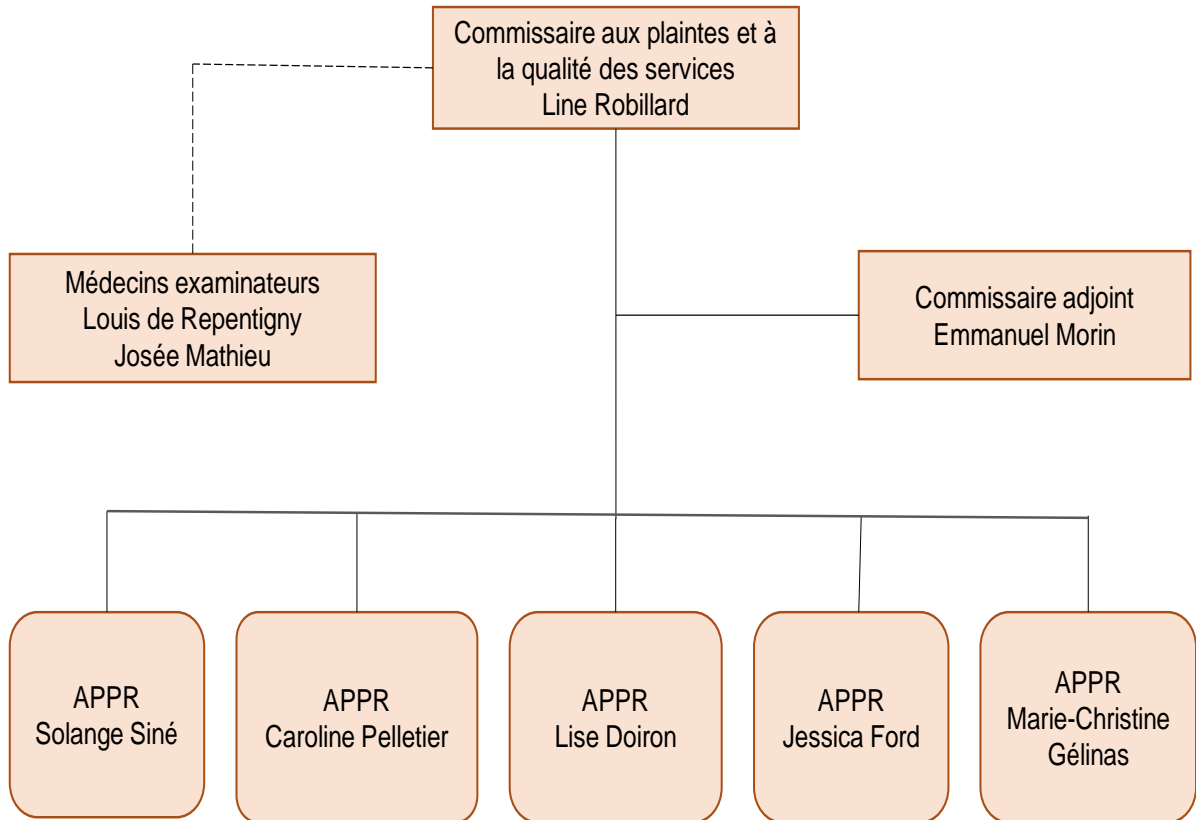 Commissaire aux plaintes et à
la qualité des services
Line Robillard
Médecins examinateurs
Louis de Repentigny
Josée Mathieu
Commissaire adjoint
Emmanuel Morin
APPR
Solange Siné
APPR
Caroline Pelletier
APPR
Lise Doiron
APPR
Jessica Ford
APPR
Marie-Christine
Gélinas